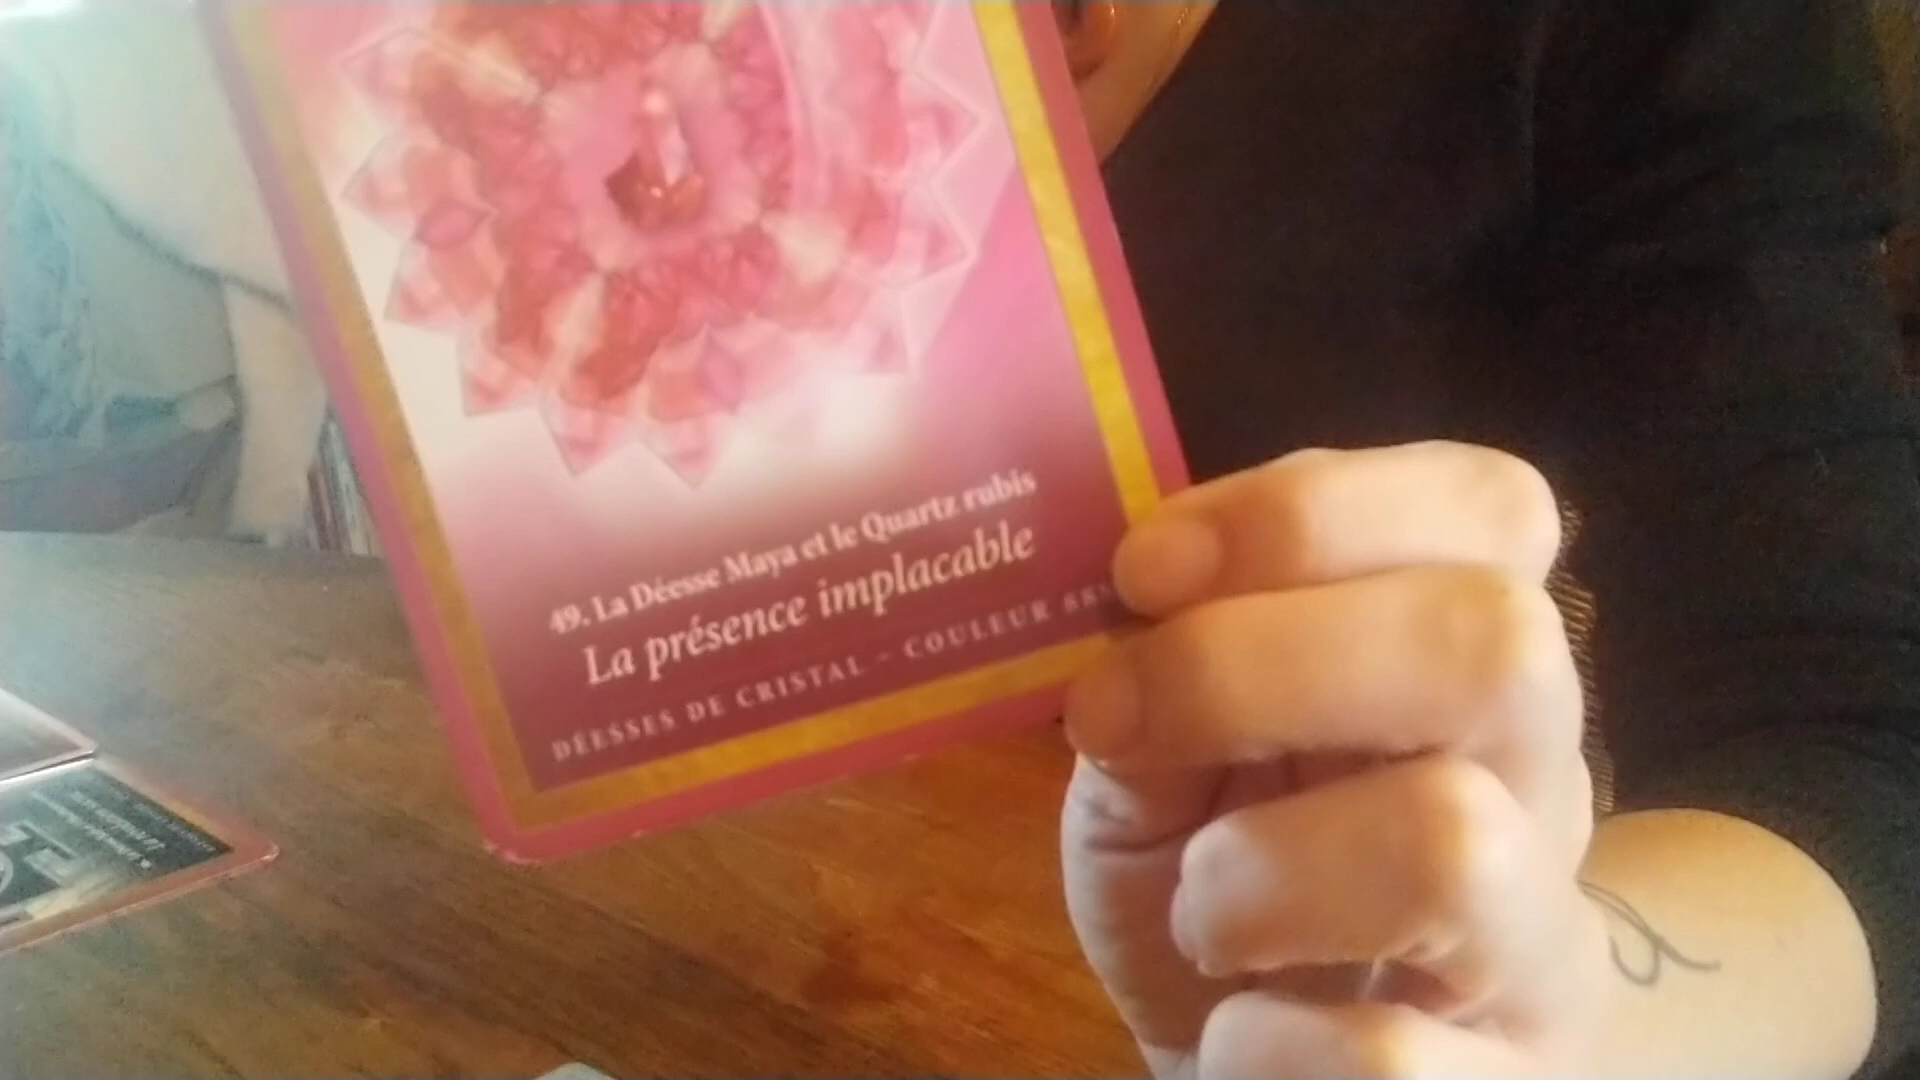 49. La Déesse Maya et le Quartz rubis
La présence implacable
DÉESSES DE CRISTAL – COULEUR